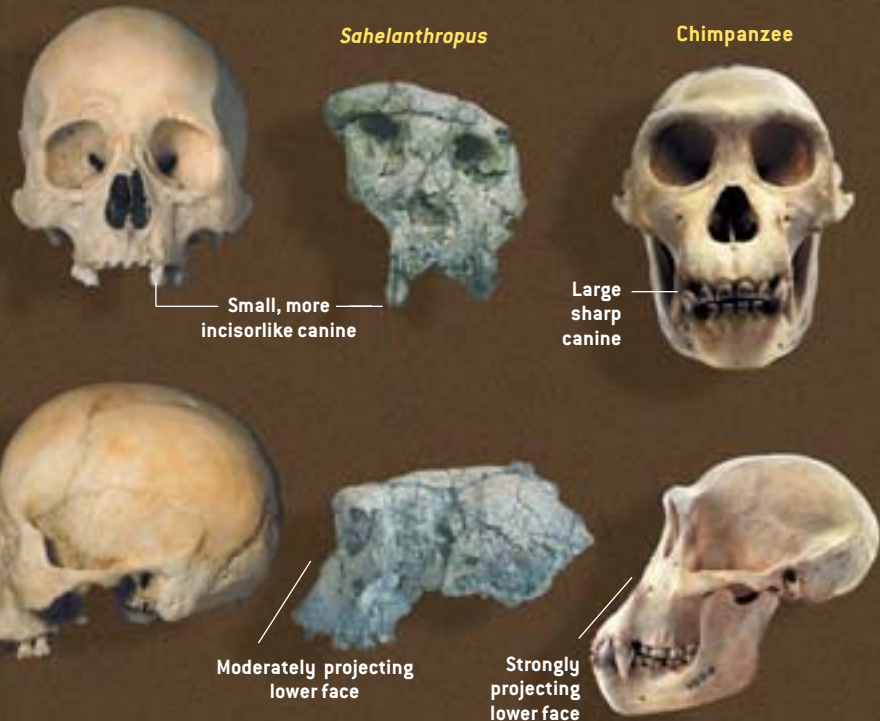 Sahelanthropus
Chimpanzee
Small, more
incisorlike canine
Large
sharp
canine
Moderately projecting
lower face
Strongly
projecting
lower face